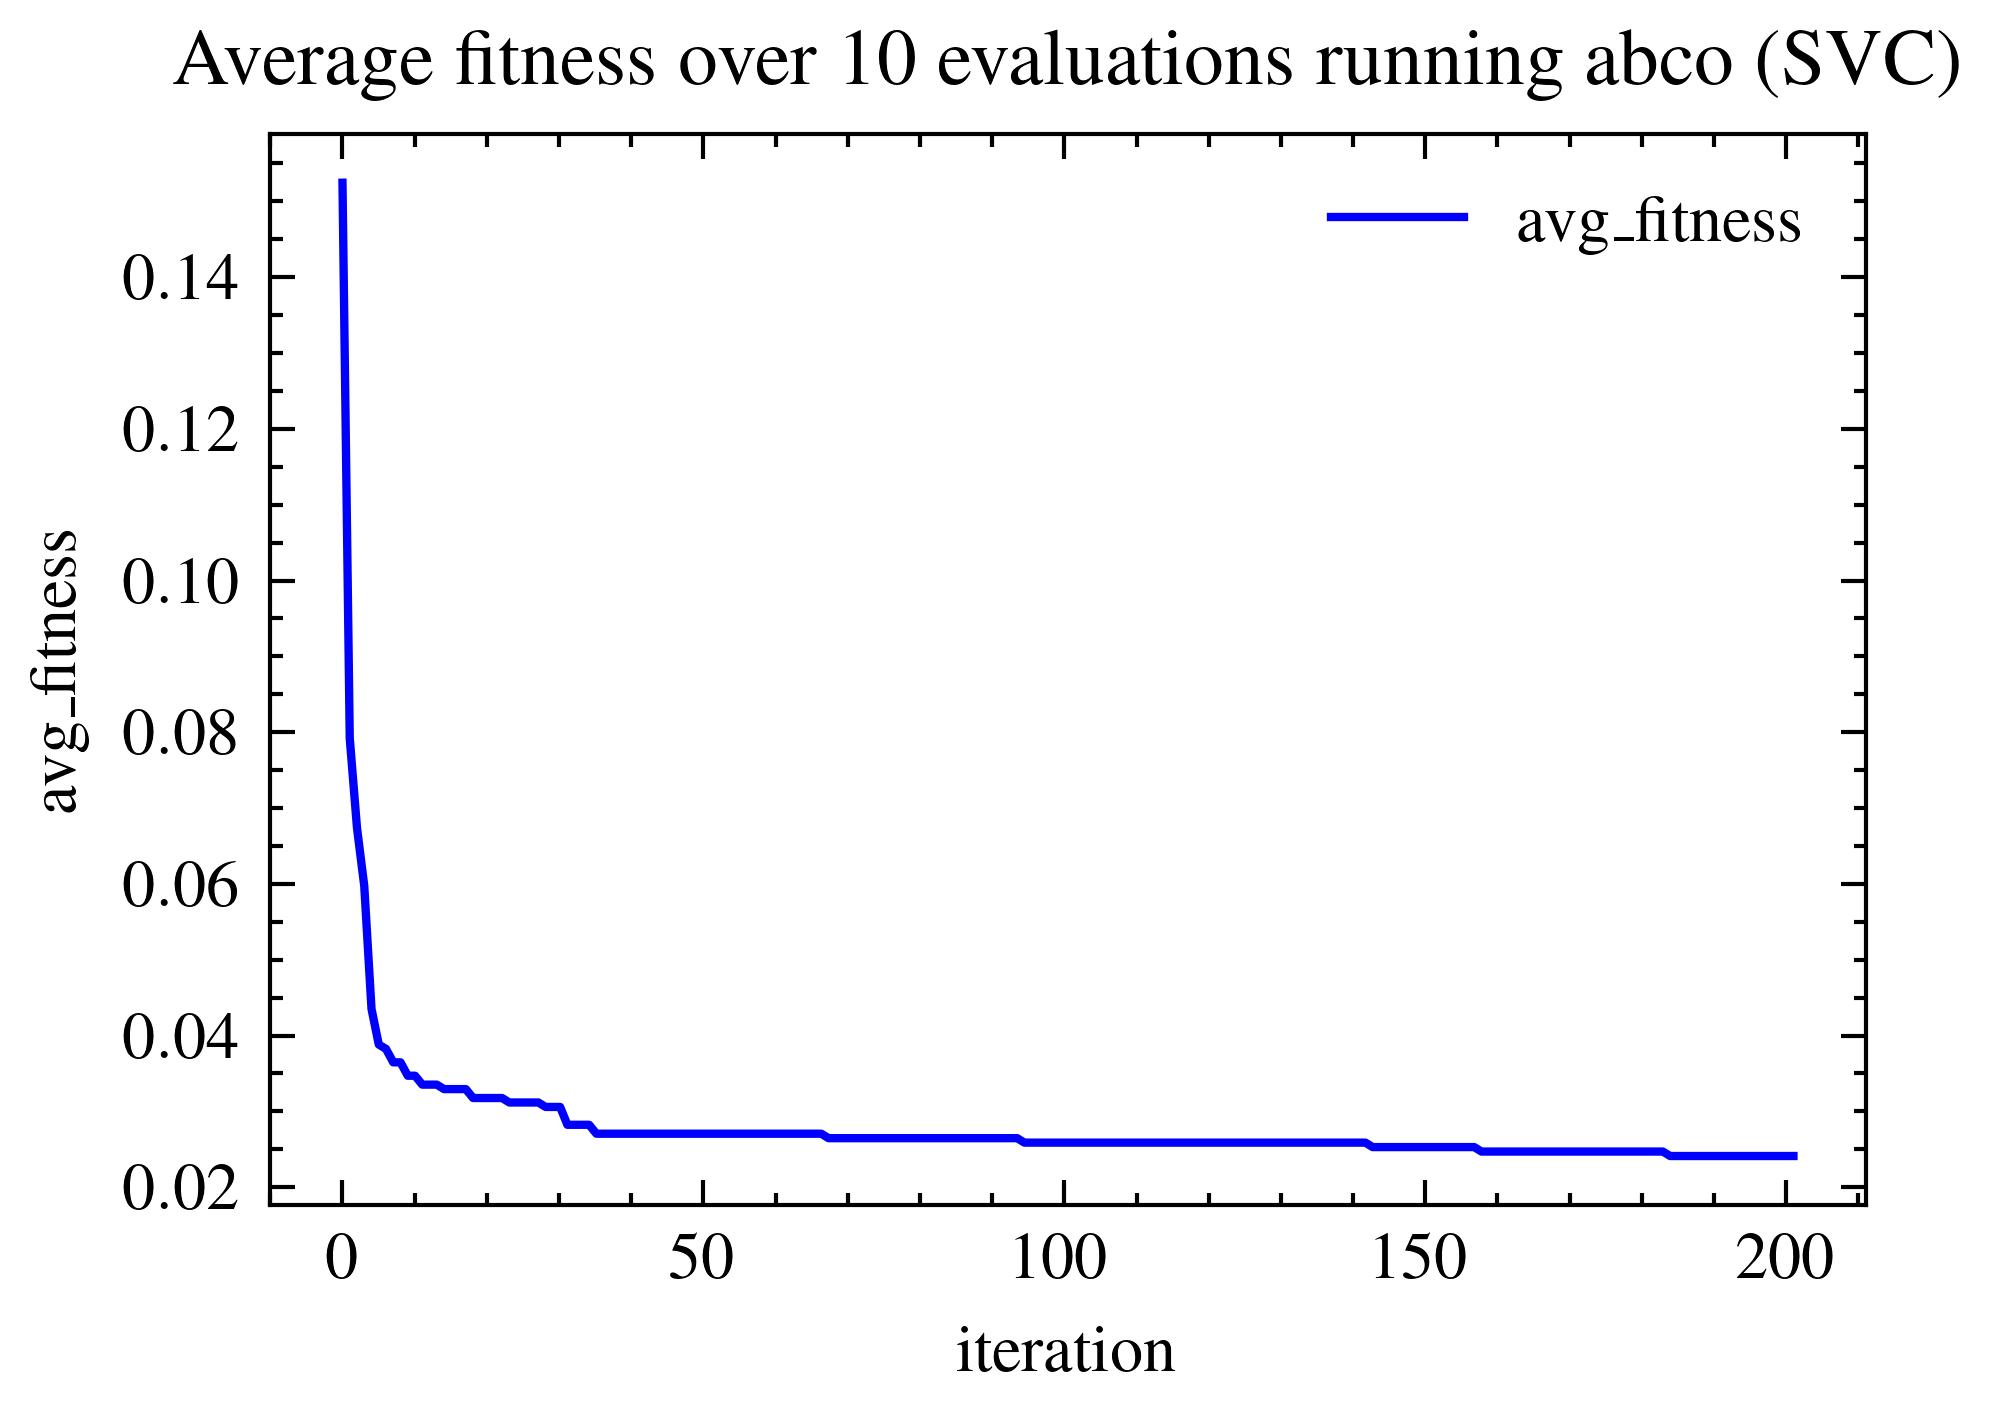 Average fitness over 10 evaluations running abco (SVC)
avg_fitness
0.14
0.12
0.10
0.08
0.06
0.04
0.02
avg_fitness
0 50 100 150 200
iteration